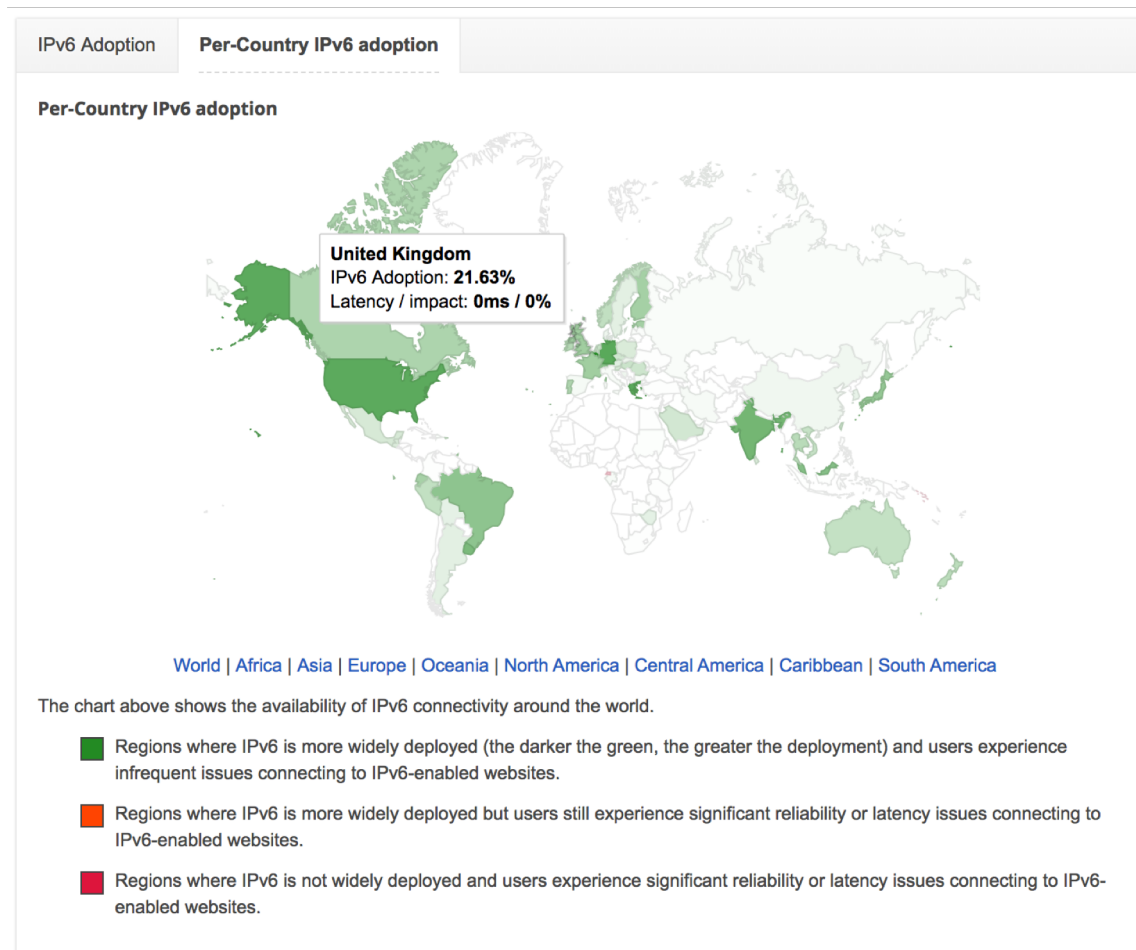 IPv6 Adoption
Per-Country IPv6 adoption
Per-Country IPv6 adoption
United Kingdom
IPv6 Adoption: 21.63%
Latency / impact: 0ms / 0%
World | Africa | Asia | Europe | Oceania | North America | Central America | Caribbean | South America
The chart above shows the availability of IPv6 connectivity around the world.
Regions where IPv6 is more widely deployed (the darker the green, the greater the deployment) and users experience
infrequent issues connecting to IPv6-enabled websites.
Regions where IPv6 is more widely deployed but users still experience significant reliability or latency issues connecting to
IPv6-enabled websites.
Regions where IPv6 is not widely deployed and users experience significant reliability or latency issues connecting to IPv6-
enabled websites.